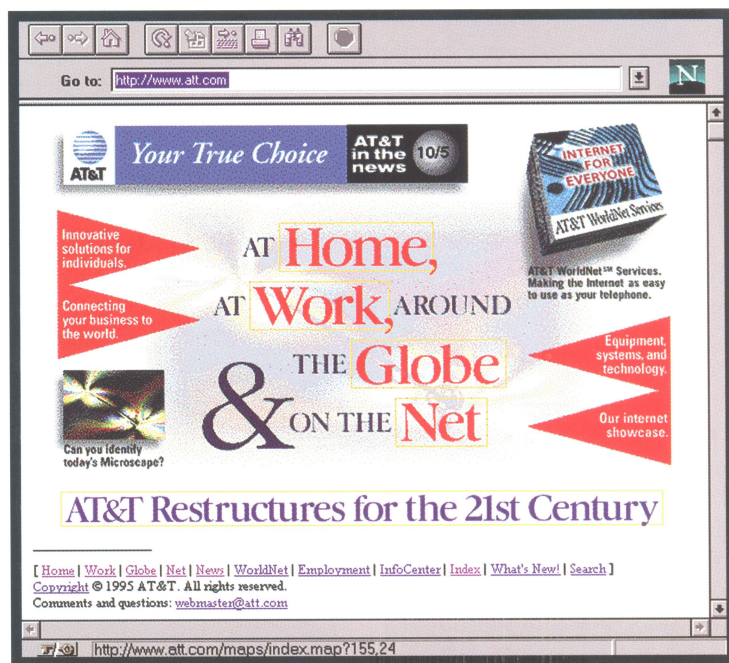 Go to: http://www.att.com
N
AT&T
Your True Choice
AT&T
in the
news
10/5
INTERNET
FOR
EVERYONE
AT&T WorldNet Services
AT&T WorldNet℠ Services.
Making the Internet as easy
to use as your telephone.
Innovative
solutions for
individuals.
Connecting
your business to
the world.
AT Home,
AT Work, AROUND
THE Globe
& ON THE Net
Equipment,
systems, and
technology.
Our internet
showcase.
Can you identify
today's Microscape?
AT&T Restructures for the 21st Century
[ Home | Work | Globe | Net | News | WorldNet | Employment | InfoCenter | Index | What's New! | Search ]
Copyright © 1995 AT&T. All rights reserved.
Comments and questions: webmaster@att.com
http://www.att.com/maps/index.map?155,24